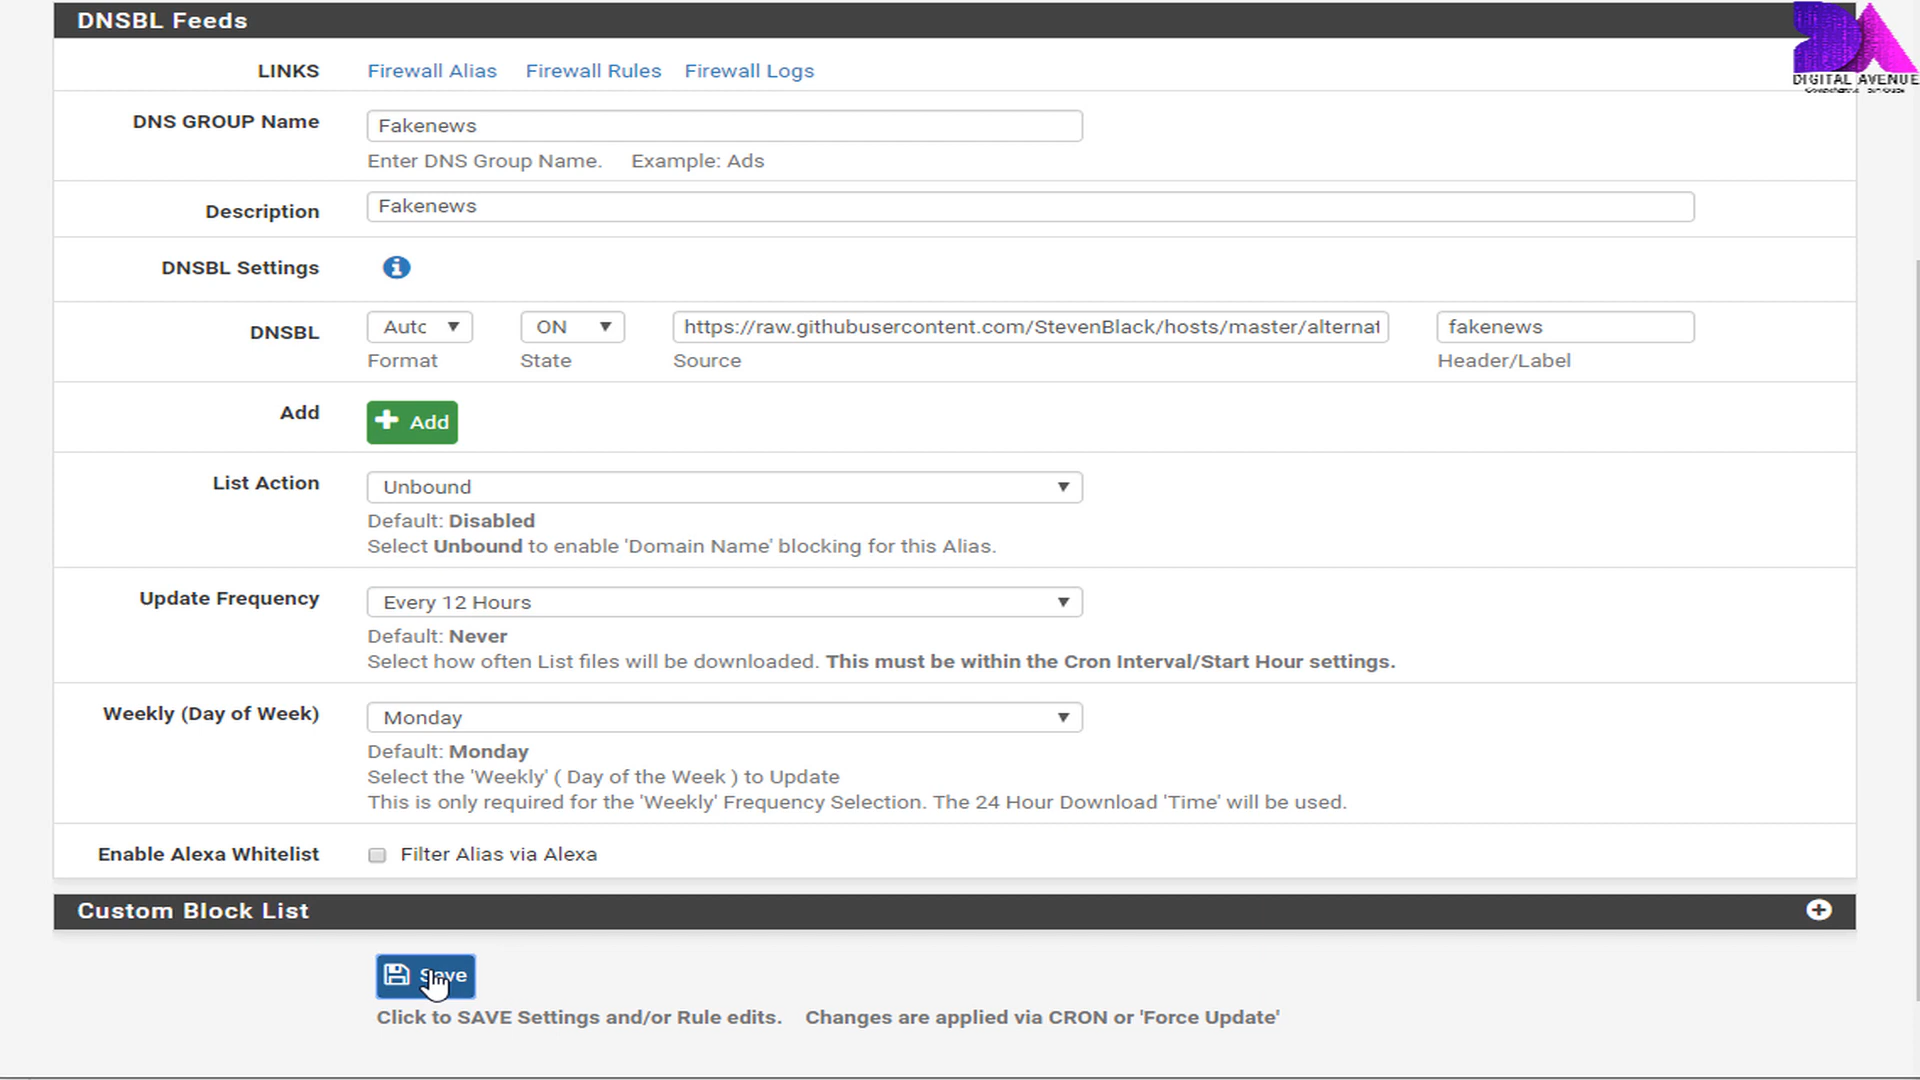 DNSBL Feeds
DIGITAL AVENUE
LINKS Firewall Alias Firewall Rules Firewall Logs
DNS GROUP Name Fakenews
Enter DNS Group Name. Example: Ads
Description Fakenews
DNSBL Settings
DNSBL Auto ON https://raw.githubusercontent.com/StevenBlack/hosts/master/alternat fakenews
Format State Source Header/Label
Add Add
List Action Unbound
Default: Disabled
Select Unbound to enable 'Domain Name' blocking for this Alias.
Update Frequency Every 12 Hours
Default: Never
Select how often List files will be downloaded. This must be within the Cron Interval/Start Hour settings.
Weekly (Day of Week) Monday
Default: Monday
Select the 'Weekly' ( Day of the Week ) to Update
This is only required for the 'Weekly' Frequency Selection. The 24 Hour Download 'Time' will be used.
Enable Alexa Whitelist Filter Alias via Alexa
Custom Block List
Save
Click to SAVE Settings and/or Rule edits. Changes are applied via CRON or 'Force Update'